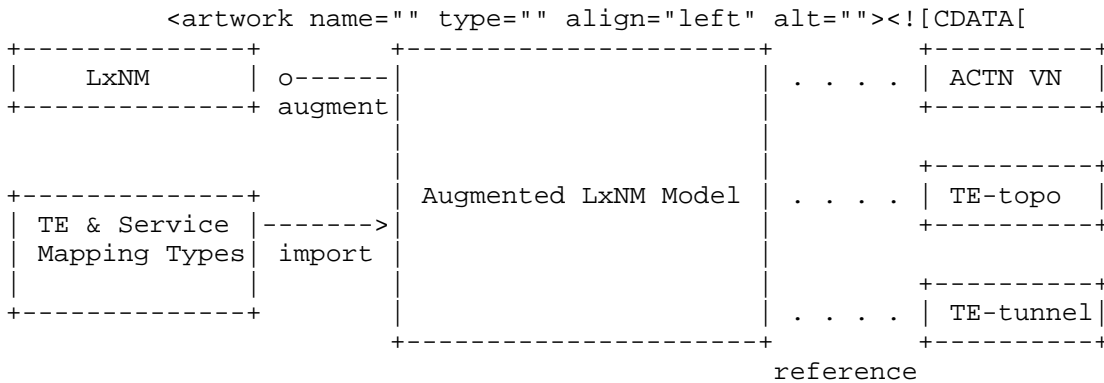 <artwork name="" type="" align="left" alt=""><![CDATA[
+--------------+          +----------------------+          +----------+
|     LxNM     | o------|                      | . . . . | ACTN VN  |
+--------------+ augment|                      |          +----------+
                        |                      |
                        |                      |          +----------+
+--------------+        | Augmented LxNM Model | . . . . | TE-topo  |
| TE & Service |------->|                      |          +----------+
| Mapping Types| import |                      |
|              |        |                      |          +----------+
+--------------+        |                      | . . . . | TE-tunnel|
                        +----------------------+          +----------+
                                                reference